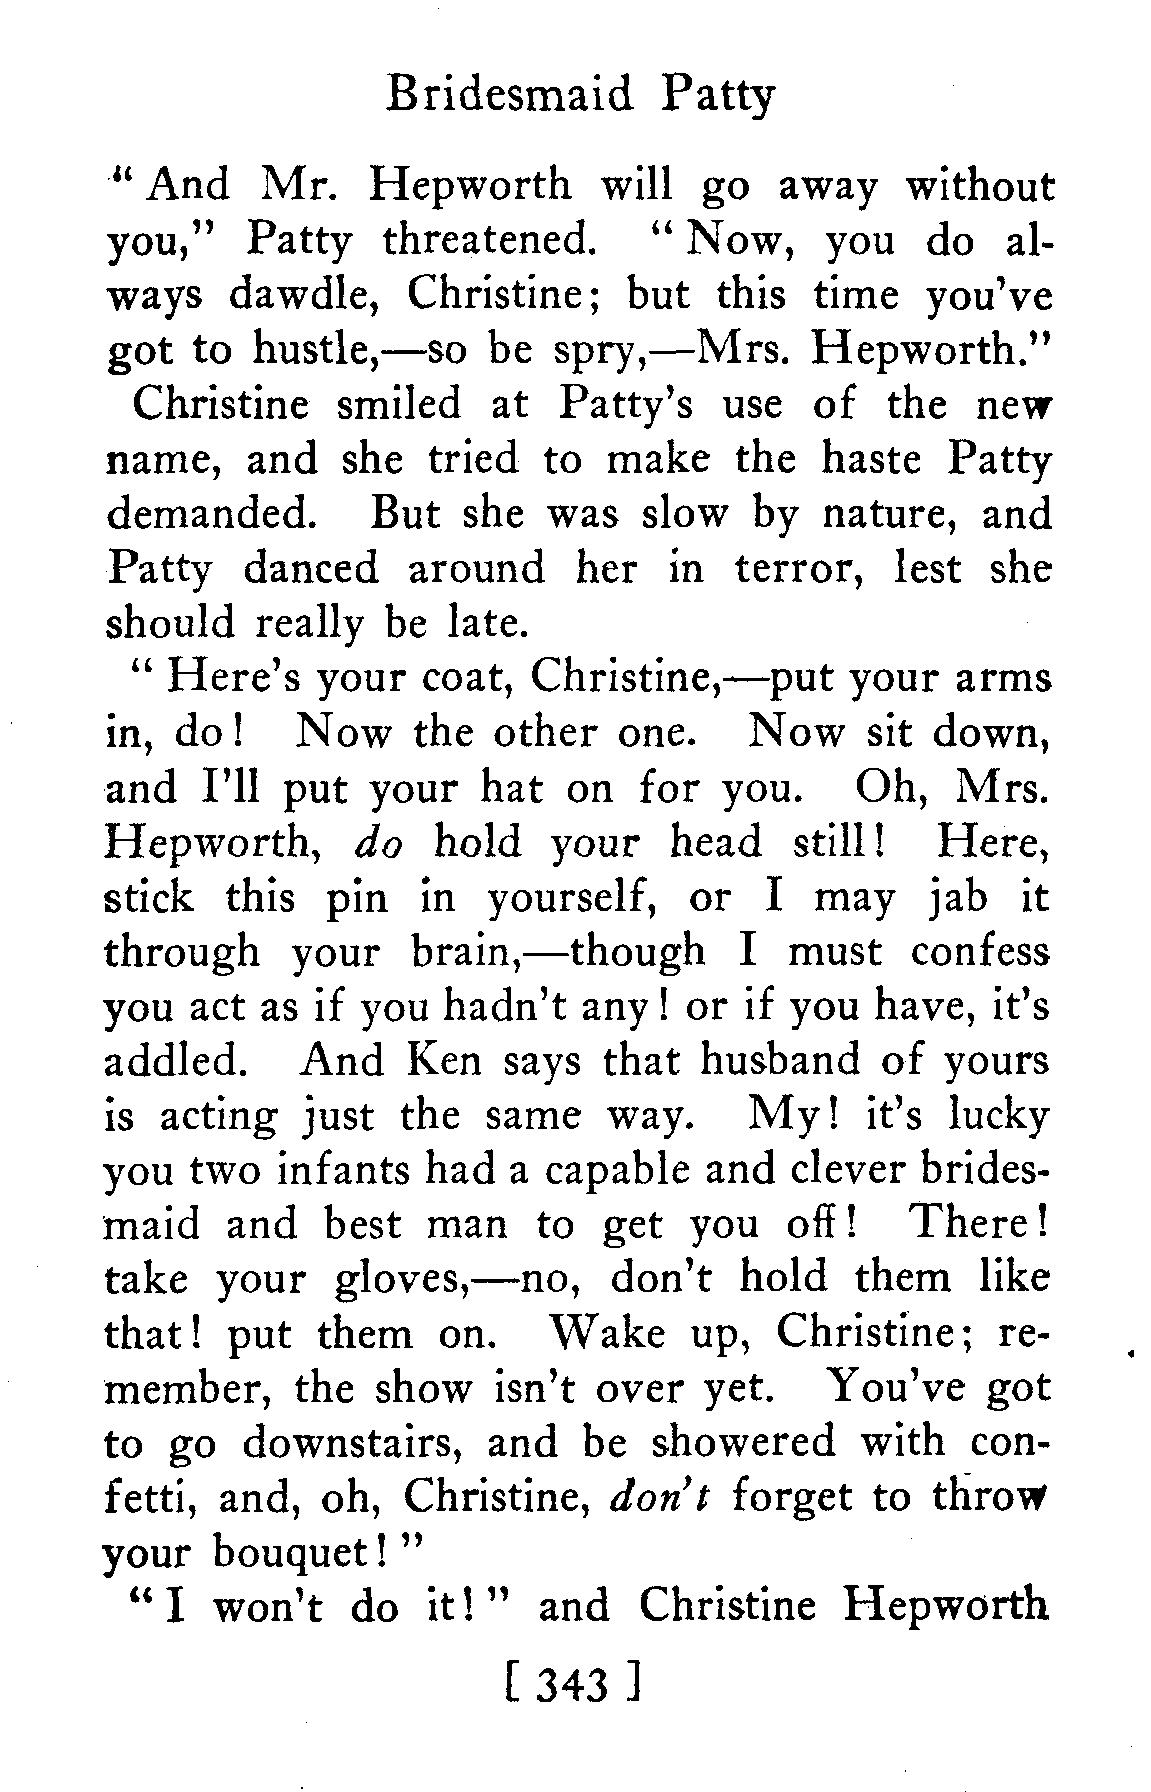 Bridesmaid Patty
“ And Mr. Hepworth will go away without
you,” Patty threatened. “ Now, you do al-
ways dawdle, Christine; but this time you’ve
got to hustle,—so be spry,—Mrs. Hepworth.”
Christine smiled at Patty’s use of the new
name, and she tried to make the haste Patty
demanded. But she was slow by nature, and
Patty danced around her in terror, lest she
should really be late.
“ Here’s your coat, Christine,—put your arms
in, do! Now the other one. Now sit down,
and I’ll put your hat on for you. Oh, Mrs.
Hepworth, do hold your head still! Here,
stick this pin in yourself, or I may jab it
through your brain,—though I must confess
you act as if you hadn’t any! or if you have, it’s
addled. And Ken says that husband of yours
is acting just the same way. My! it’s lucky
you two infants had a capable and clever brides-
maid and best man to get you off! There!
take your gloves,—no, don’t hold them like
that! put them on. Wake up, Christine; re-
member, the show isn’t over yet. You’ve got
to go downstairs, and be showered with con-
fetti, and, oh, Christine, don’t forget to throw
your bouquet! ”
“ I won’t do it! ” and Christine Hepworth
[ 343 ]